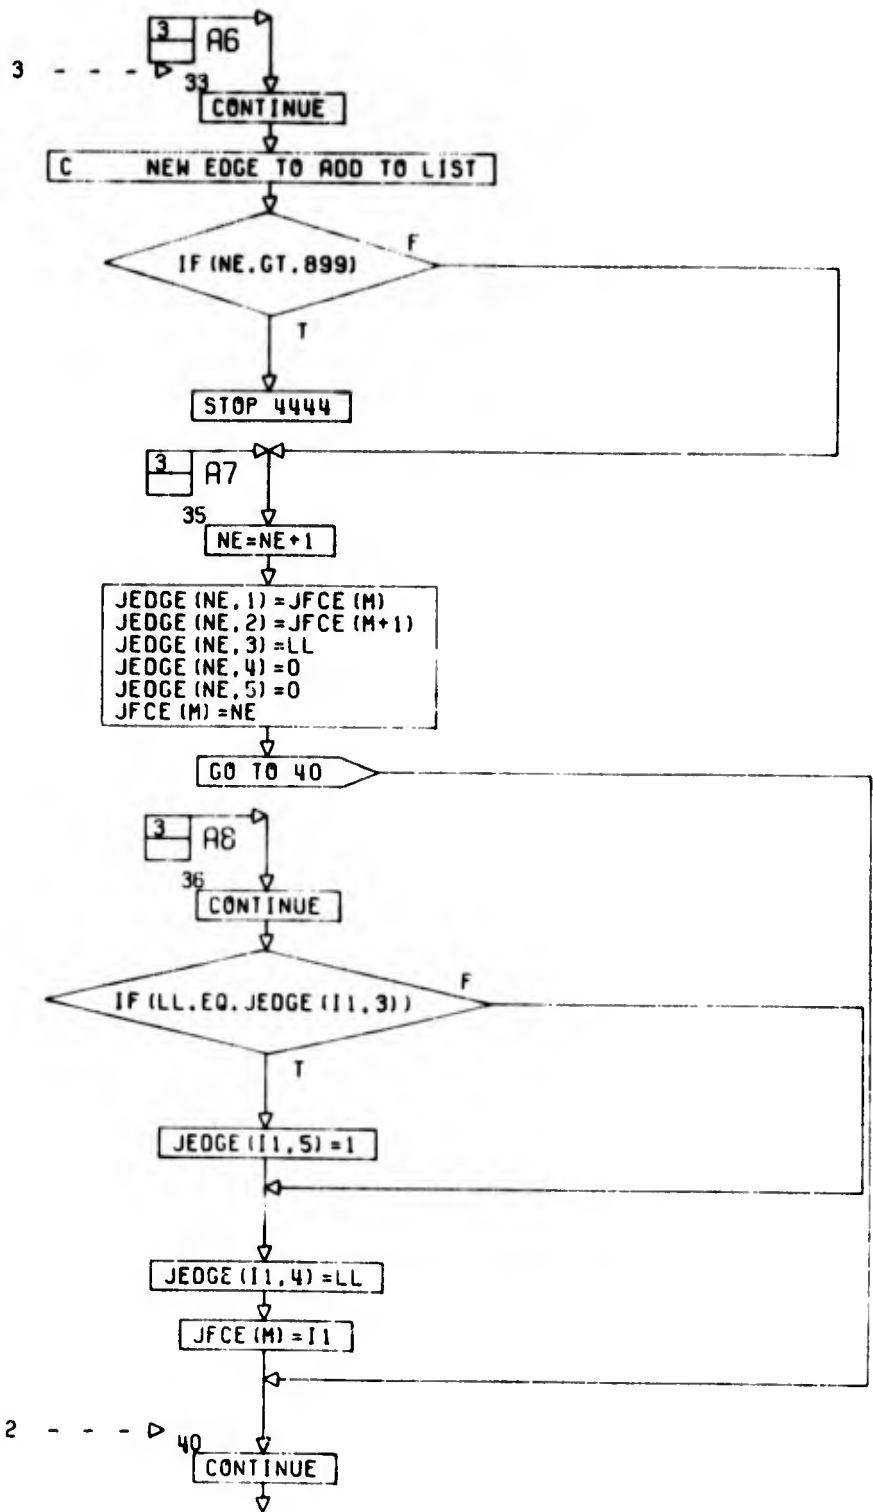 3 A6
3
33
CONTINUE
C NEW EDGE TO ADD TO LIST
F
IF(NE.GT.899)
T
STOP 4444
3 A7
35
NE=NE+1
JEDGE(NE,1)=JFCE(M)
JEDGE(NE,2)=JFCE(M+1)
JEDGE(NE,3)=LL
JEDGE(NE,4)=0
JEDGE(NE,5)=0
JFCE(M)=NE
GO TO 40
3 A8
36
CONTINUE
F
IF(LL.EQ.JEDGE(I1,3))
T
JEDGE(I1,5)=1
JEDGE(I1,4)=LL
JFCE(M)=I1
2
40
CONTINUE